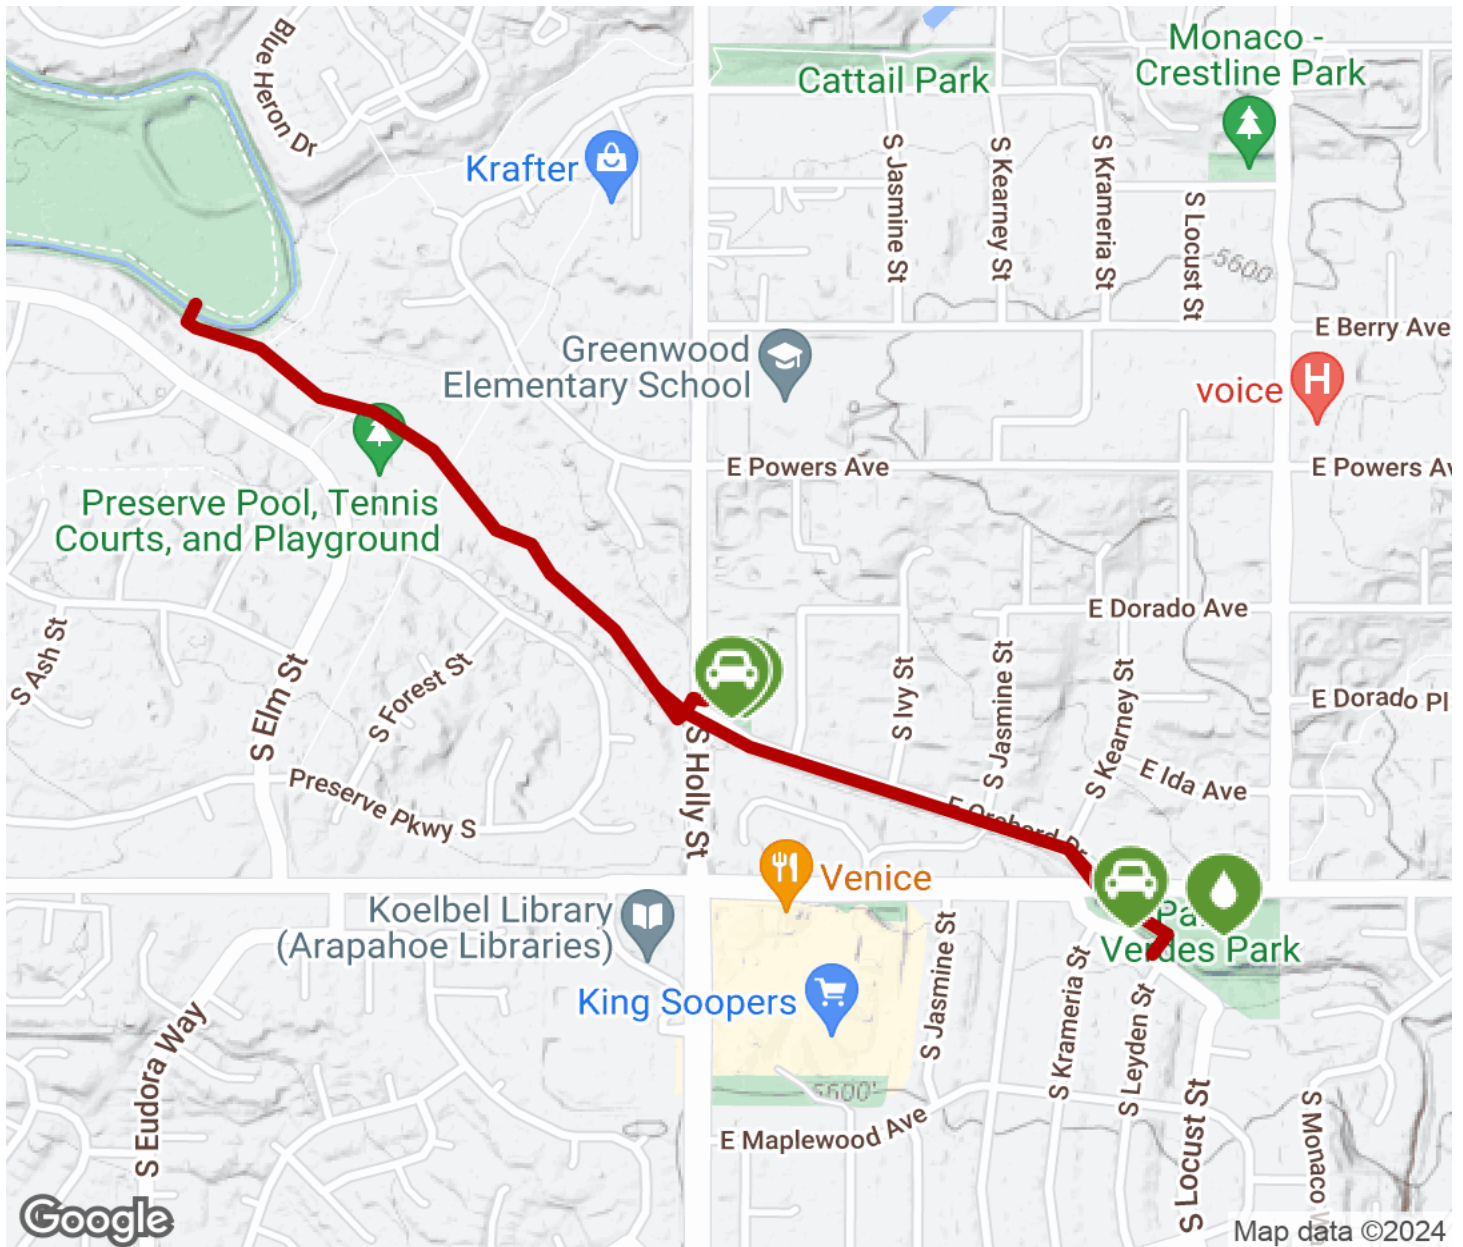 Blue Heron Dr
Monaco -
Crestline Park
Cattail Park
Krafter
S Jasmine St
S Kearney St
S Krameria St
S Locust St
5600
E Berry Ave
Greenwood
Elementary School
voice
H
E Powers Ave
E Powers Av
Preserve Pool, Tennis
Courts, and Playground
E Dorado Ave
S Ash St
S Elm St
S Forest St
S Ivy St
S Jasmine St
S Kearney St
E Dorado Pl
E Ida Ave
Preserve Pkwy S
S Holly St
E Orchard Dr
Venice
Koelbel Library
(Arapahoe Libraries)
Verdes Park
King Soopers
S Jasmine St
S Krameria St
S Leyden St
S Eudora Way
5600'
E Maplewood Ave
S Locust St
S Monaco
Google
Map data ©2024